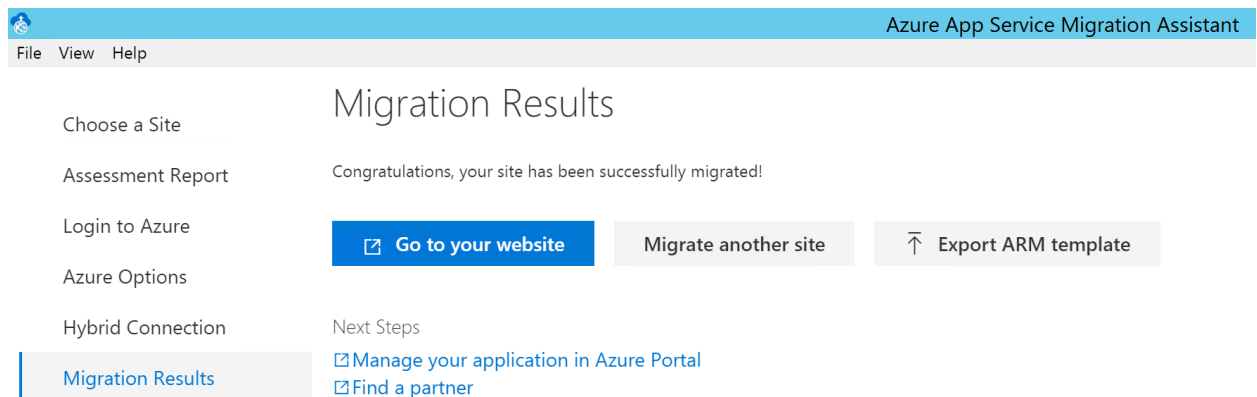 Azure App Service Migration Assistant
File View Help
Choose a Site
Assessment Report
Login to Azure
Azure Options
Hybrid Connection
Migration Results
Migration Results
Congratulations, your site has been successfully migrated!
Go to your website Migrate another site Export ARM template
Next Steps
Manage your application in Azure Portal
Find a partner